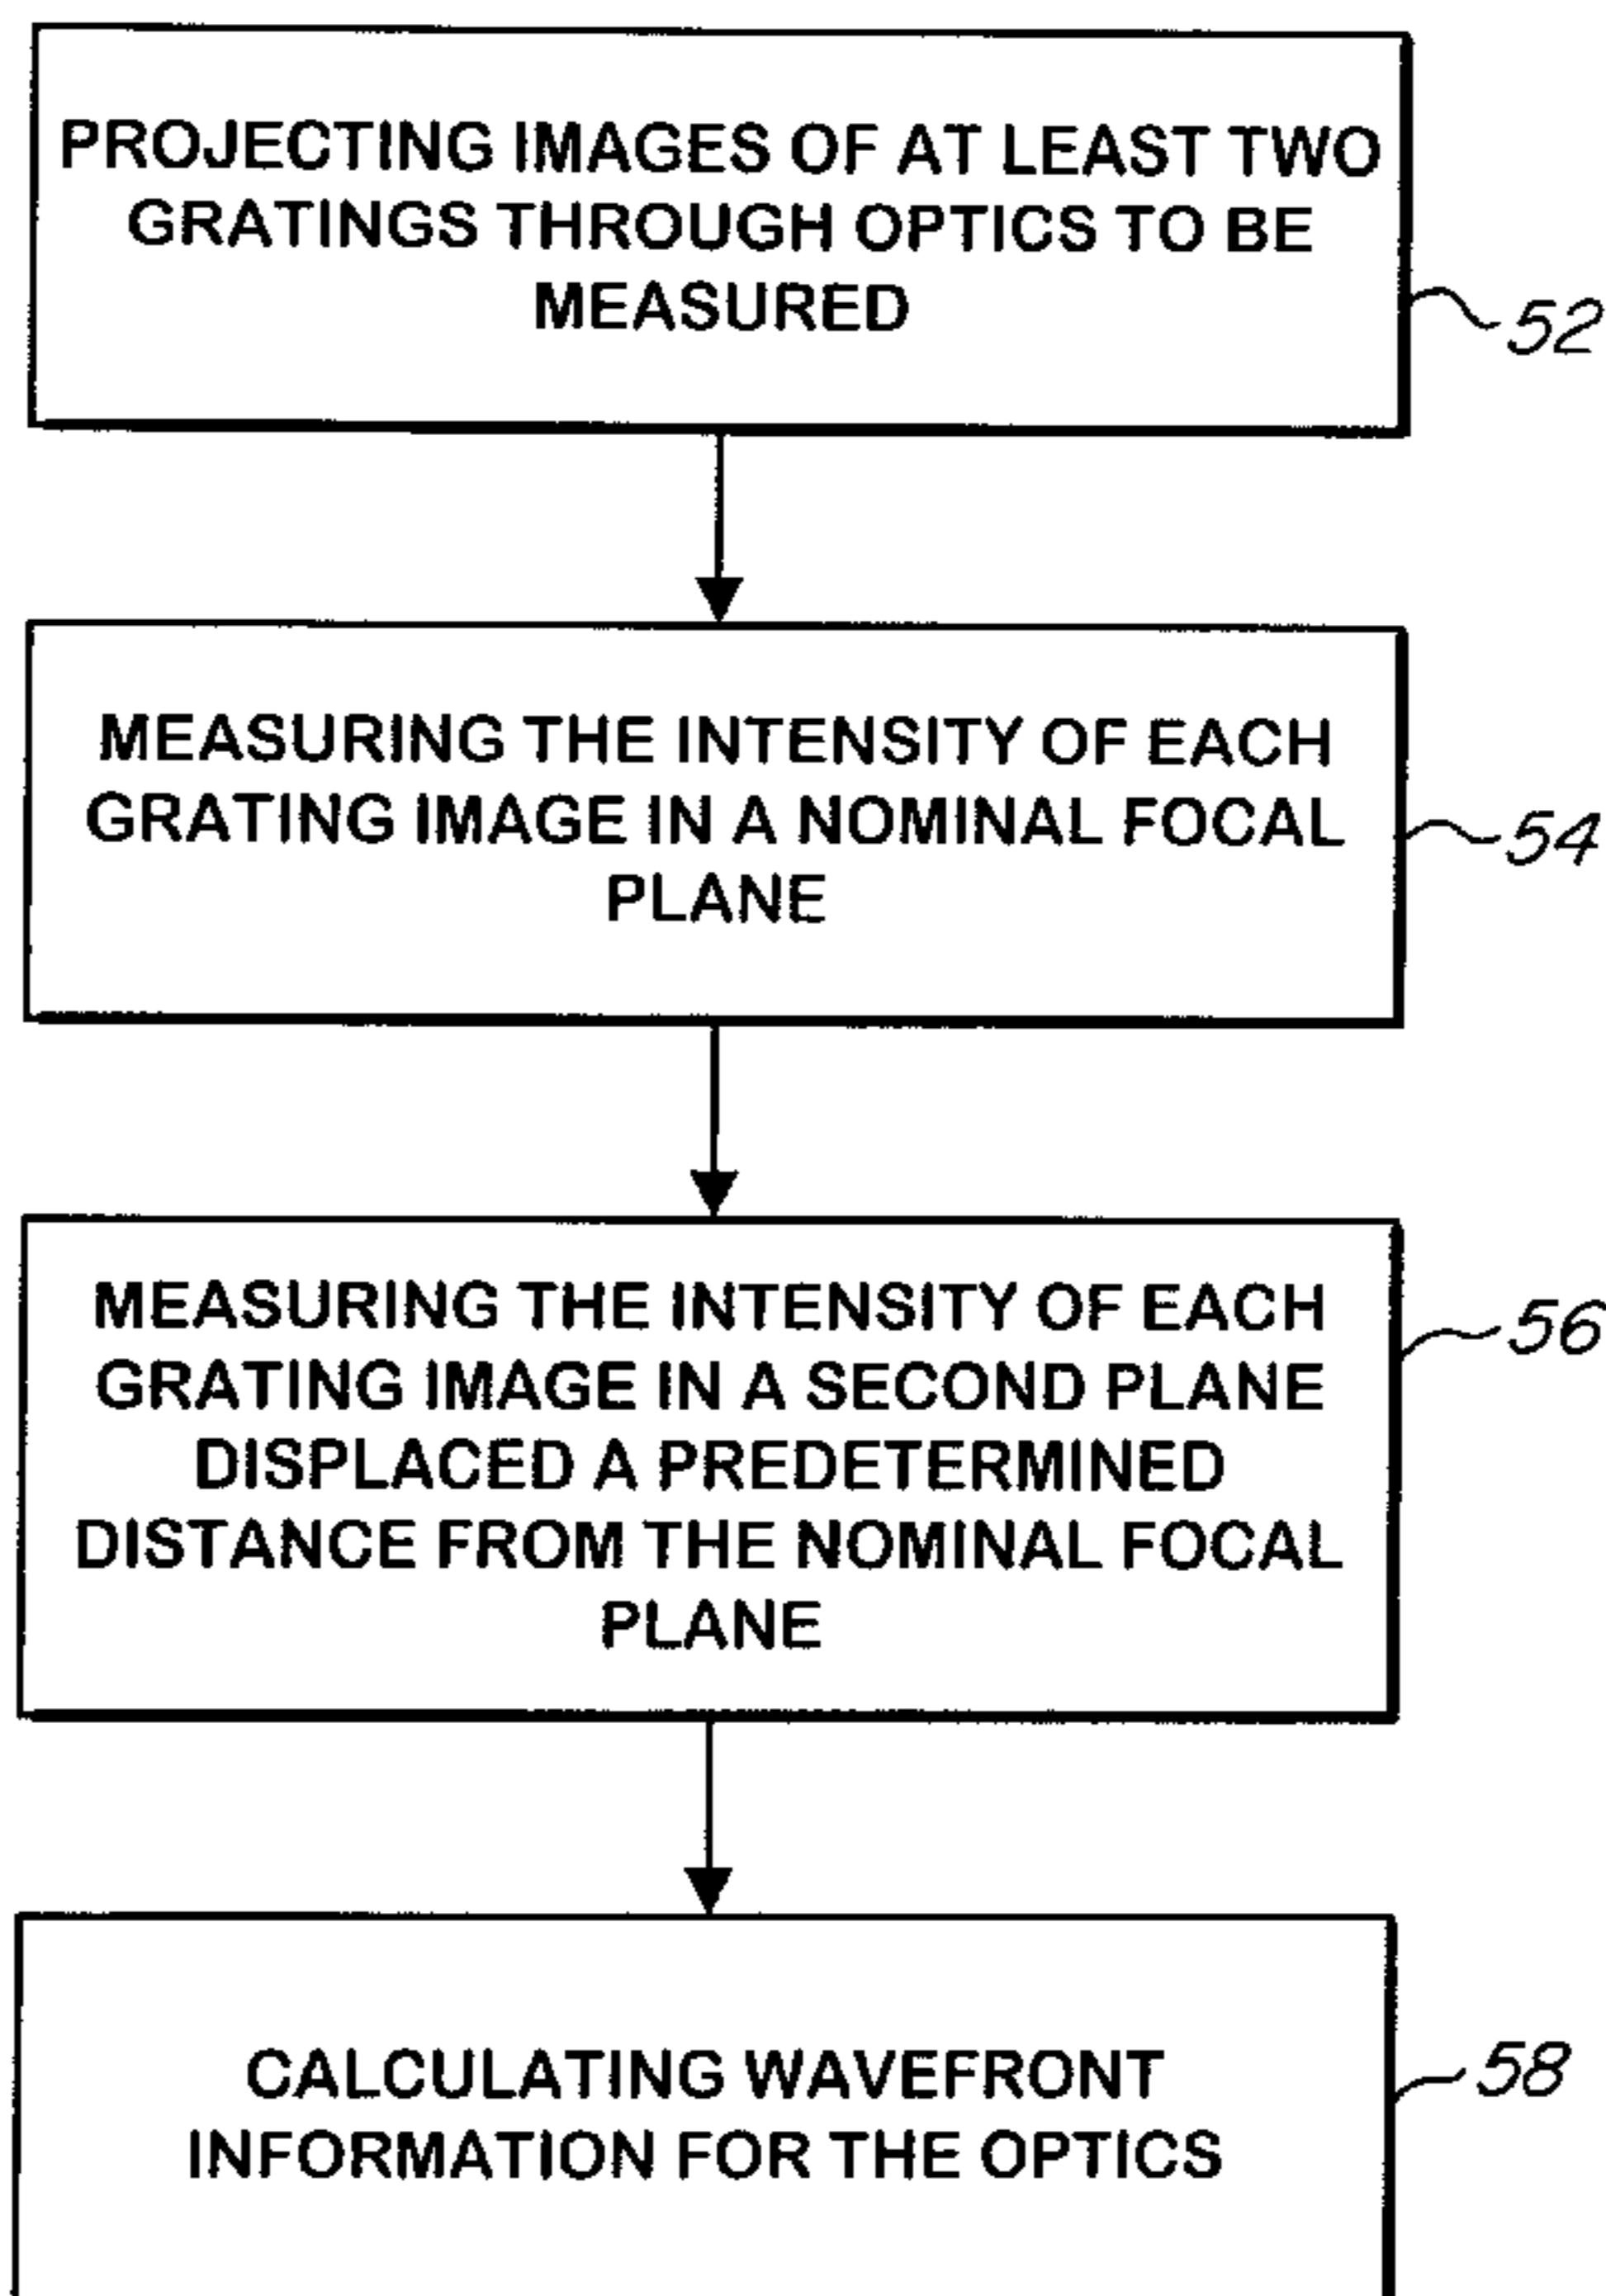 PROJECTING IMAGES OF AT LEAST TWO
GRATINGS THROUGH OPTICS TO BE
MEASURED
52
MEASURING THE INTENSITY OF EACH
GRATING IMAGE IN A NOMINAL FOCAL
PLANE
54
MEASURING THE INTENSITY OF EACH
GRATING IMAGE IN A SECOND PLANE
DISPLACED A PREDETERMINED
DISTANCE FROM THE NOMINAL FOCAL
PLANE
56
CALCULATING WAVEFRONT
INFORMATION FOR THE OPTICS
58